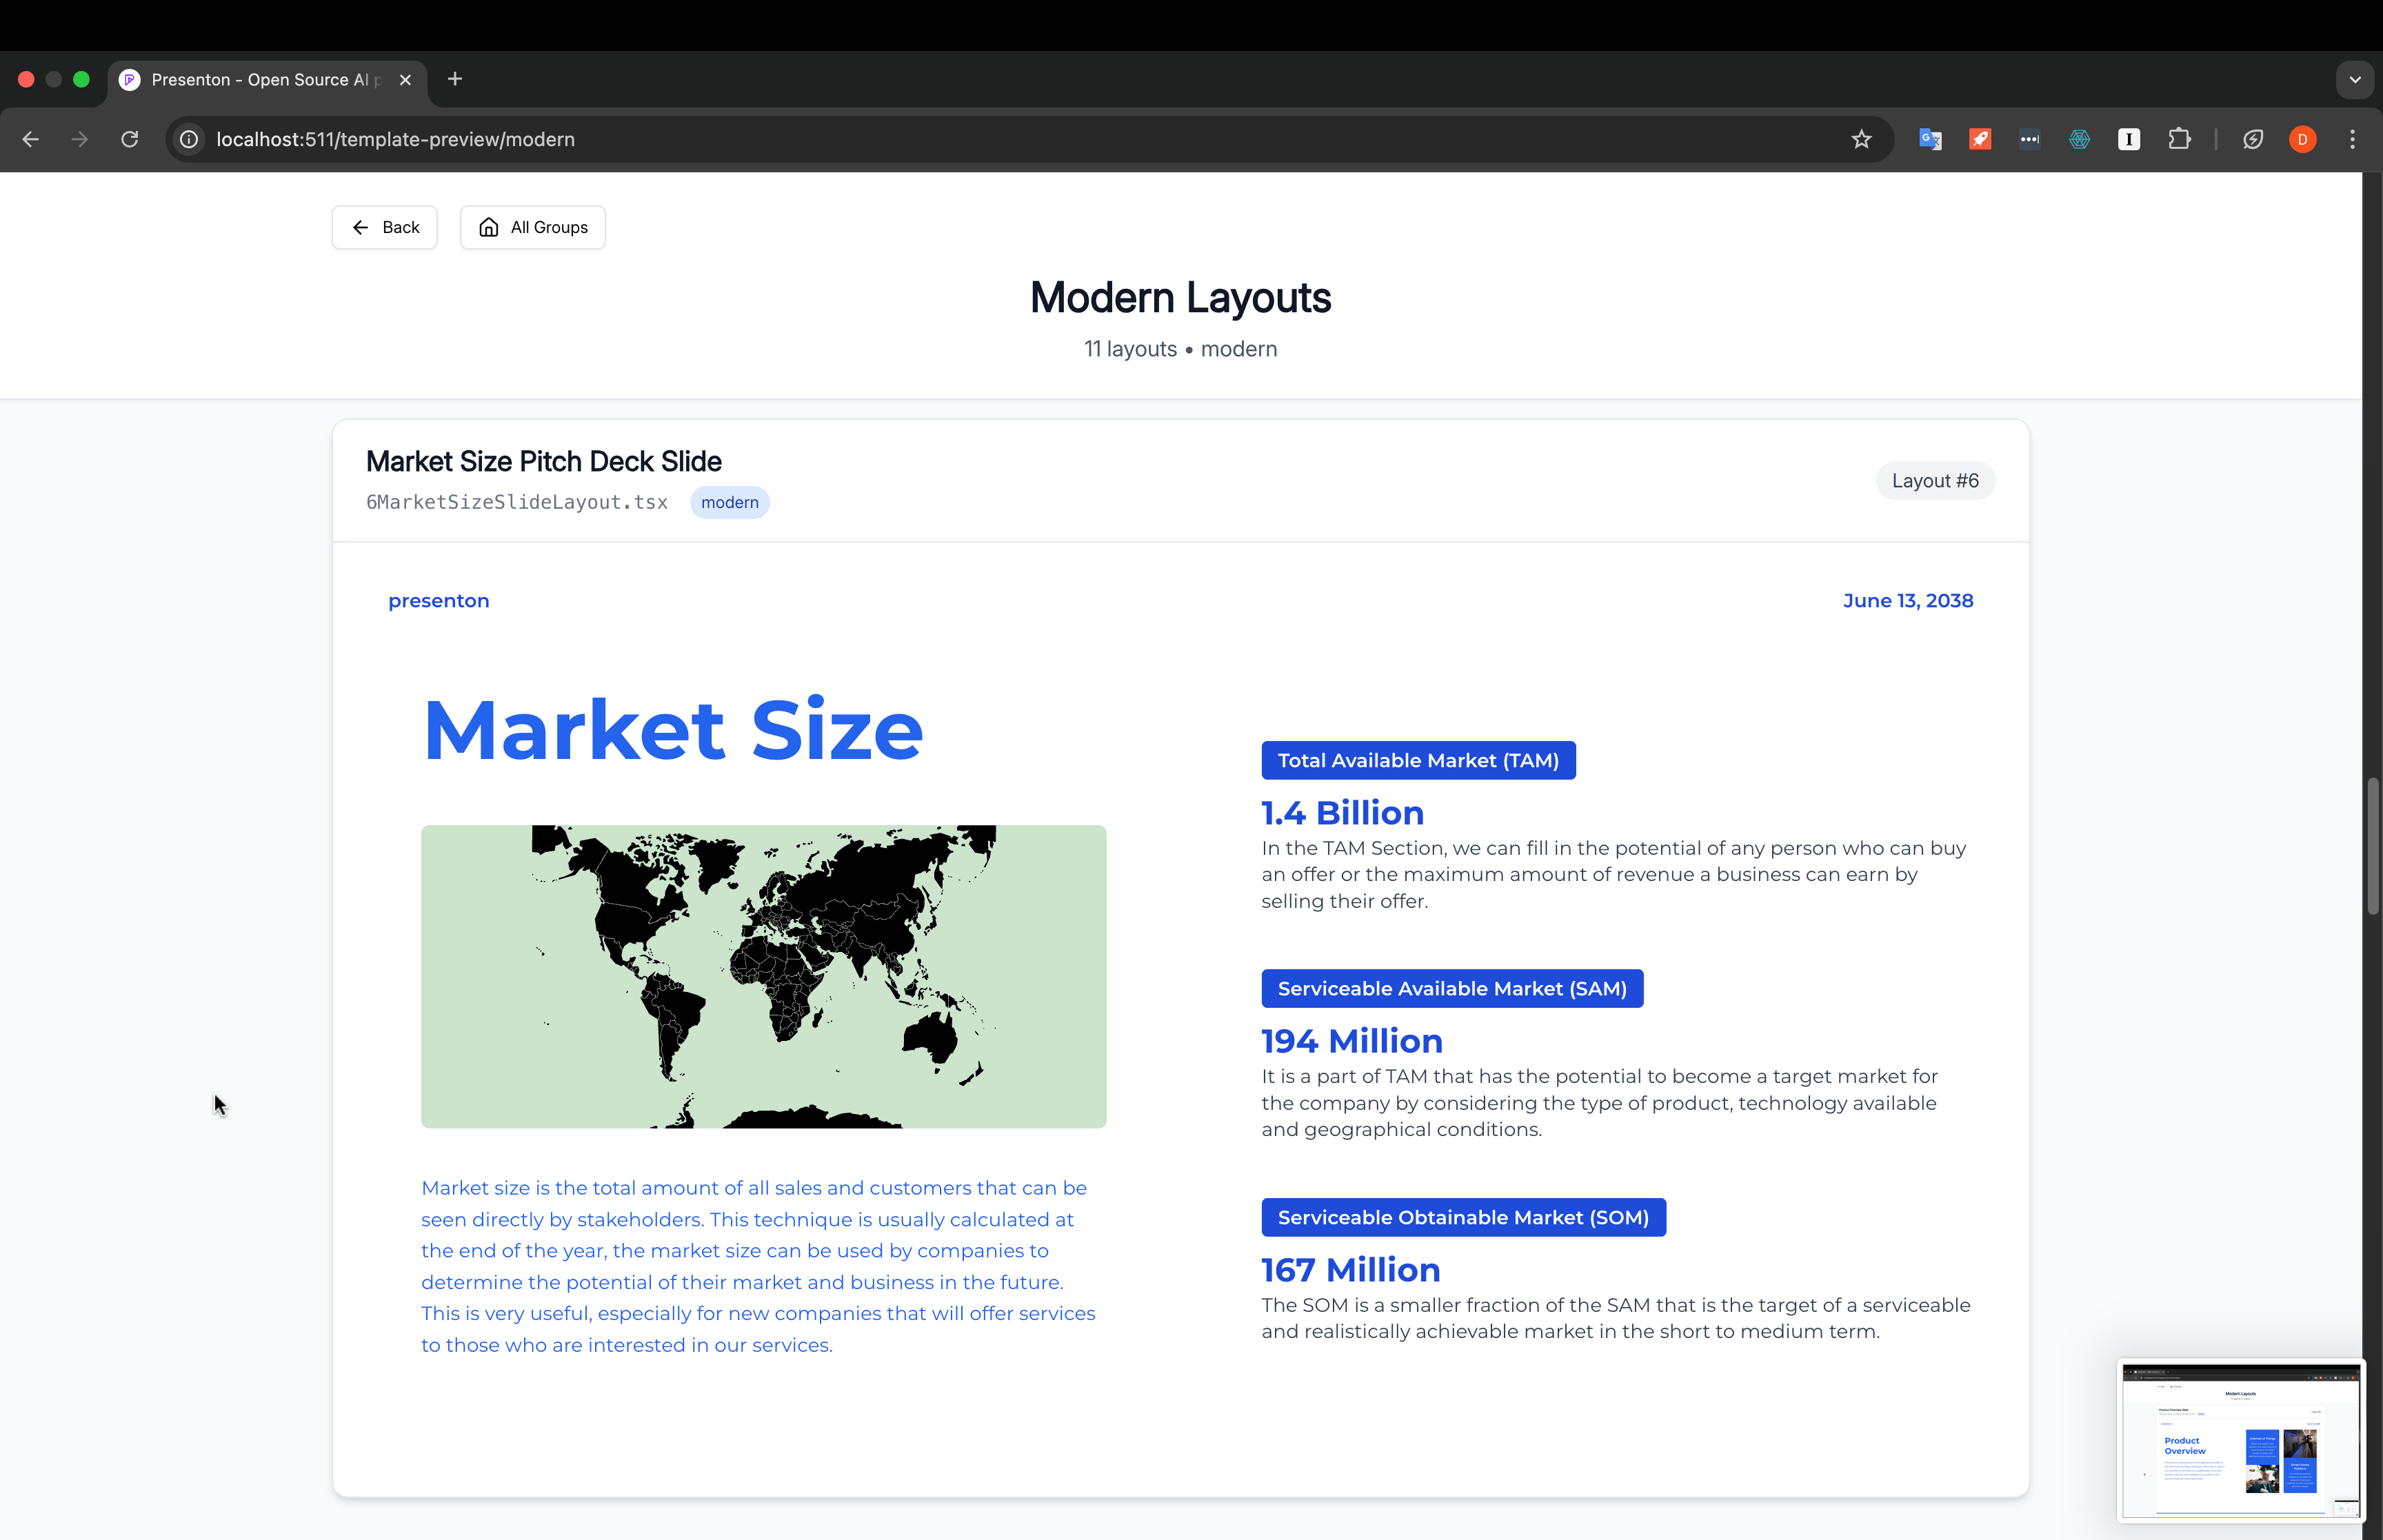 Presenton - Open Source AI p
localhost:511/template-preview/modern
D
Back
All Groups
Modern Layouts
11 layouts • modern
Market Size Pitch Deck Slide
6MarketSizeSlideLayout.tsx
modern
Layout #6
presenton
June 13, 2038
Market Size
Market size is the total amount of all sales and customers that can be
seen directly by stakeholders. This technique is usually calculated at
the end of the year, the market size can be used by companies to
determine the potential of their market and business in the future.
This is very useful, especially for new companies that will offer services
to those who are interested in our services.
Total Available Market (TAM)
1.4 Billion
In the TAM Section, we can fill in the potential of any person who can buy
an offer or the maximum amount of revenue a business can earn by
selling their offer.
Serviceable Available Market (SAM)
194 Million
It is a part of TAM that has the potential to become a target market for
the company by considering the type of product, technology available
and geographical conditions.
Serviceable Obtainable Market (SOM)
167 Million
The SOM is a smaller fraction of the SAM that is the target of a serviceable
and realistically achievable market in the short to medium term.
Modern Layouts
Product
Overview